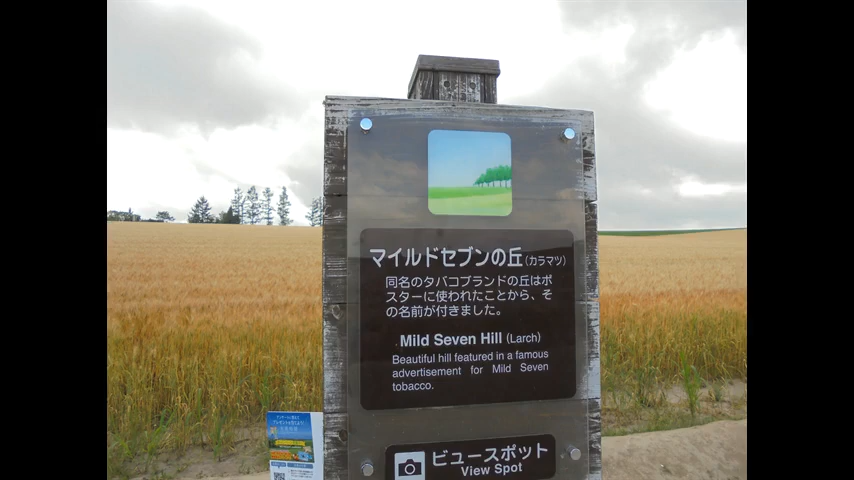 マイルドセブンの丘(カラマツ)
同名のタバコブランドの丘はポ
スターに使われたことから、そ
の名前が付きました。
Mild Seven Hill (Larch)
Beautiful hill featured in a famous
advertisement for Mild Seven
tobacco.
ビュースポット
View Spot